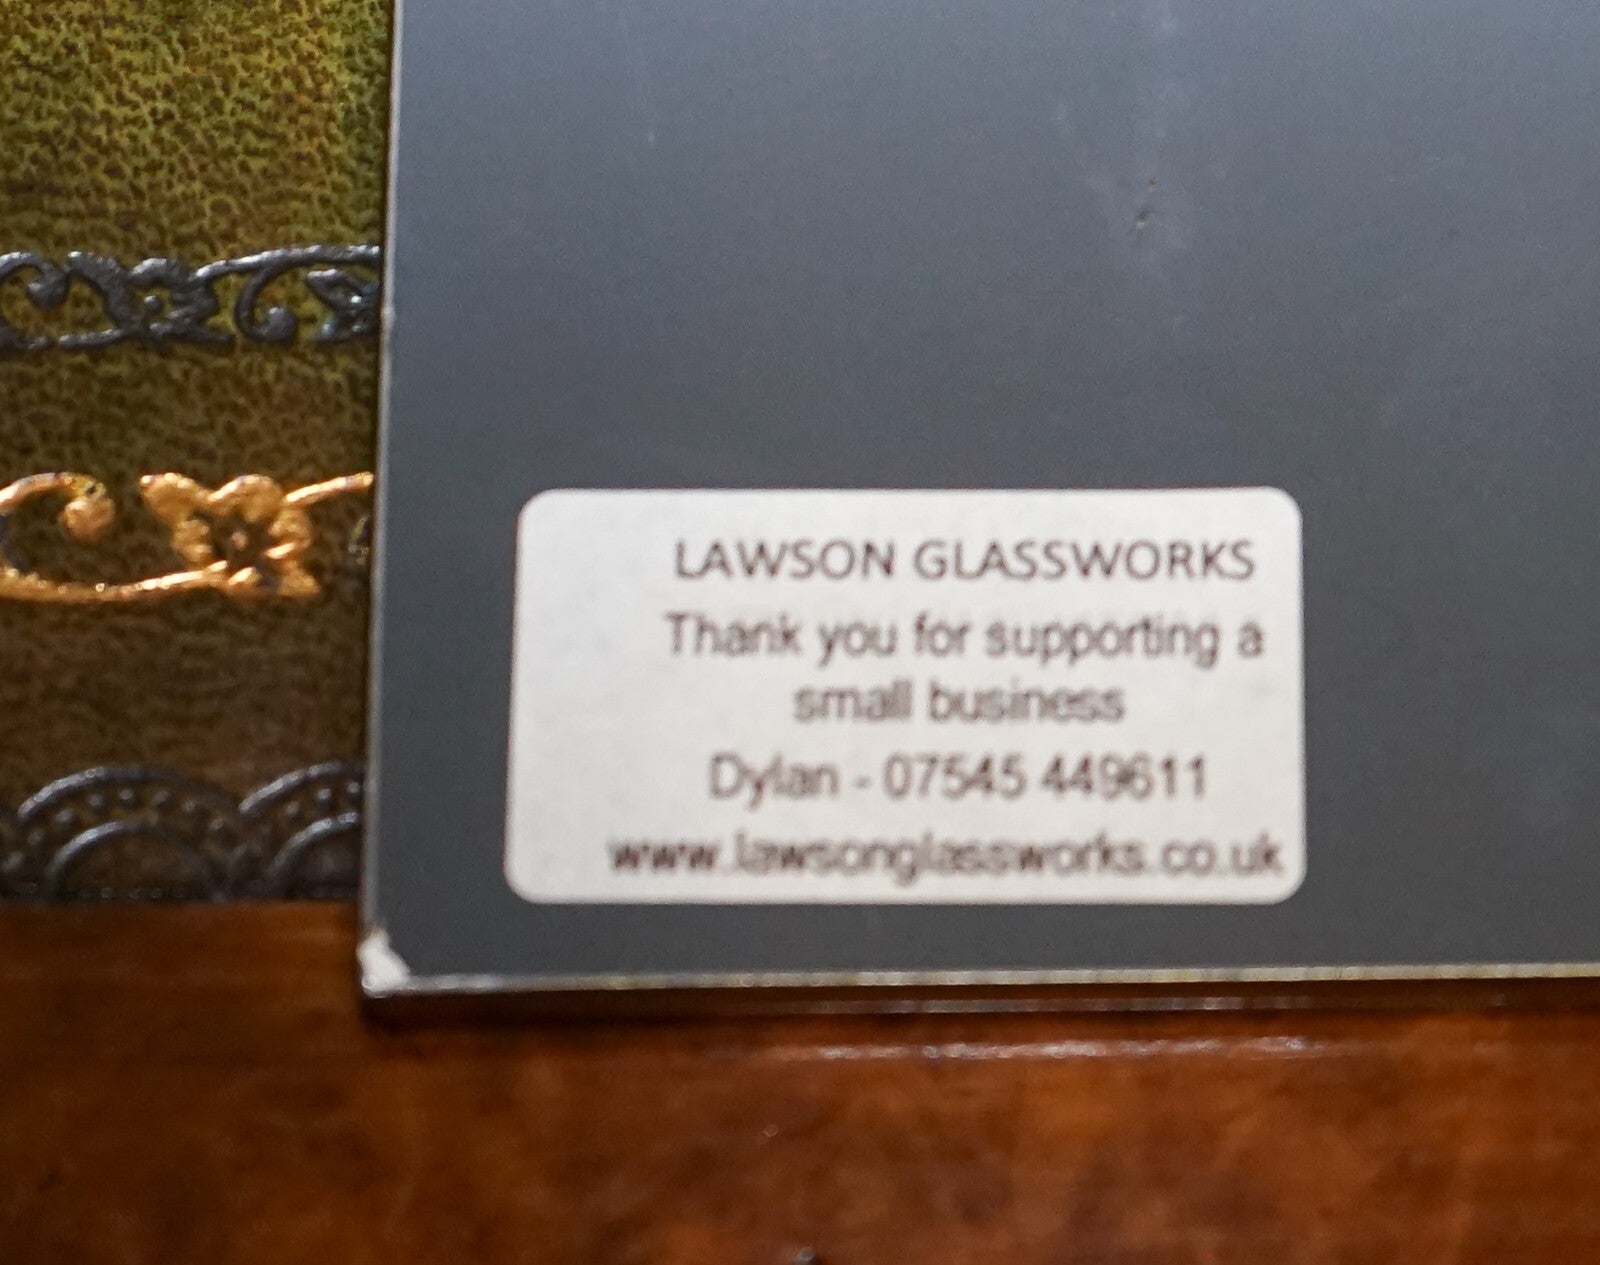 LAWSON GLASSWORKS
Thank you for supporting a
small business
Dylan - 07545 449611
www.lawsonglassworks.co.uk